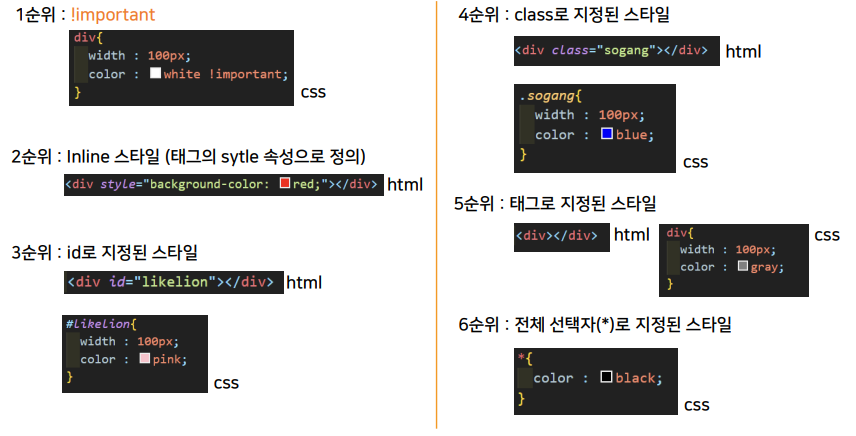 1순위 : !important
div{
width : 100px;
color : white !important;
}
css
2순위 : Inline 스타일 (태그의 sytle 속성으로 정의)
<div style="background-color: red;"></div> html
3순위 : id로 지정된 스타일
<div id="likelion"></div> html
#likelion{
width : 100px;
color : pink;
}
css
4순위 : class로 지정된 스타일
<div class="sogang"></div> html
.sogang{
width : 100px;
color : blue;
}
css
5순위 : 태그로 지정된 스타일
<div></div> html
div{
width : 100px;
color : gray;
}
css
6순위 : 전체 선택자(*)로 지정된 스타일
*{
color : black;
}
css